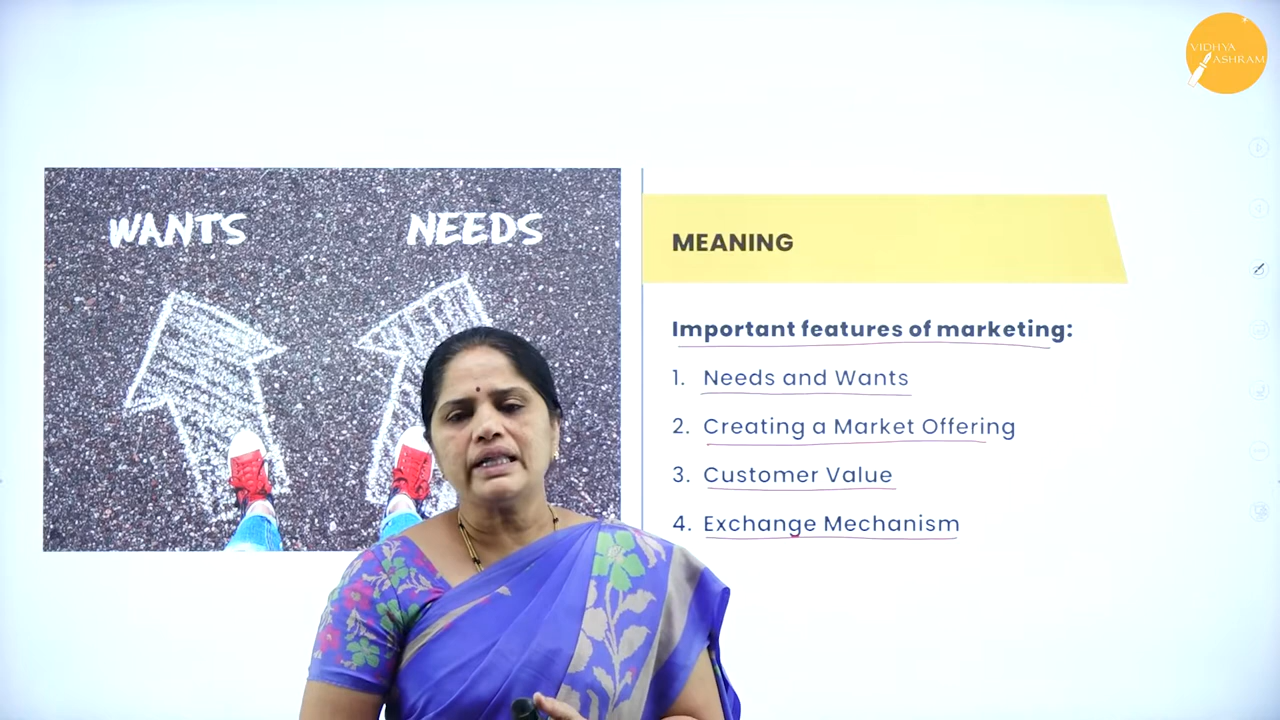 VIDHYA
ASHRAM
WANTS
NEEDS
MEANING
Important features of marketing:
1. Needs and Wants
2. Creating a Market Offering
3. Customer Value
4. Exchange Mechanism